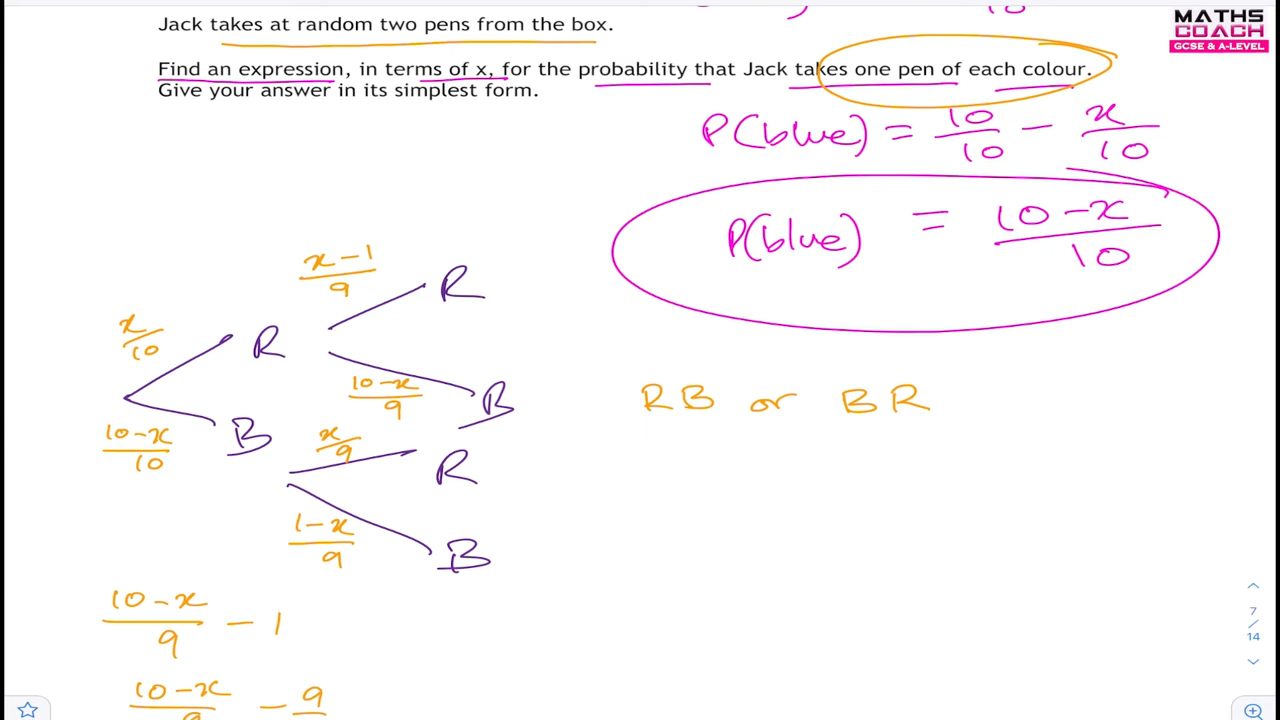 Jack takes at random two pens from the box.
MATHS
COACH
GCSE & A-LEVEL
Find an expression, in terms of x, for the probability that Jack takes one pen of each colour.
Give your answer in its simplest form.
P(blue) = 10/10 - x/10
P(blue) = 10-x/10
x-1/9
R
x/10
R
10-x/9
B
RB or BR
10-x/10
B
x/9
R
1-x/9
B
10-x/9 - 1
10-x/9 - 9
7
/
14